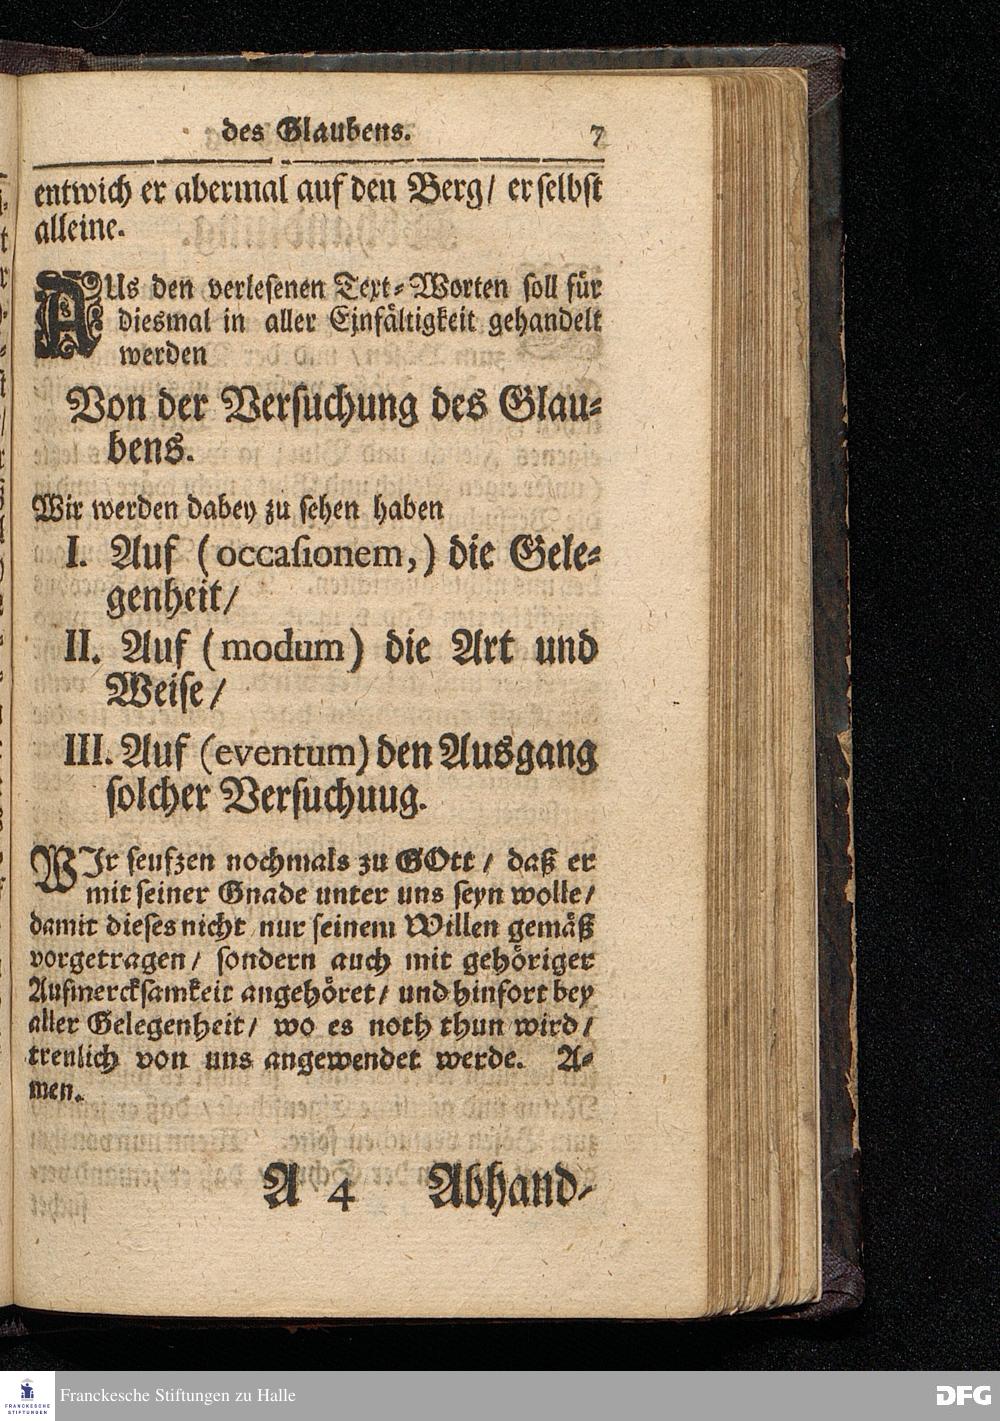 des Glaubens. 7
entwich er abermal auf den Berg/ er selbst
alleine.
AUs den verlesenen Text-Worten soll für
diesmal in aller Einfältigkeit gehandelt
werden
Von der Versuchung des Glau-
bens.
Wir werden dabey zu sehen haben
I. Auf (occasionem,) die Gele-
genheit/
II. Auf (modum) die Art und
Weise/
III. Auf (eventum) den Ausgang
solcher Versuchuug.
WIr seufzen nochmals zu GOtt/ daß er
mit seiner Gnade unter uns seyn wolle/
damit dieses nicht nur seinem Willen gemäß
vorgetragen/ sondern auch mit gehöriger
Aufmercksamkeit angehöret/ und hinfort bey
aller Gelegenheit/ wo es noth thun wird/
treulich von uns angewendet werde. A-
men.
A 4 Abhand-
FRANCKESCHE
STIFTUNGEN
Franckesche Stiftungen zu Halle
DFG